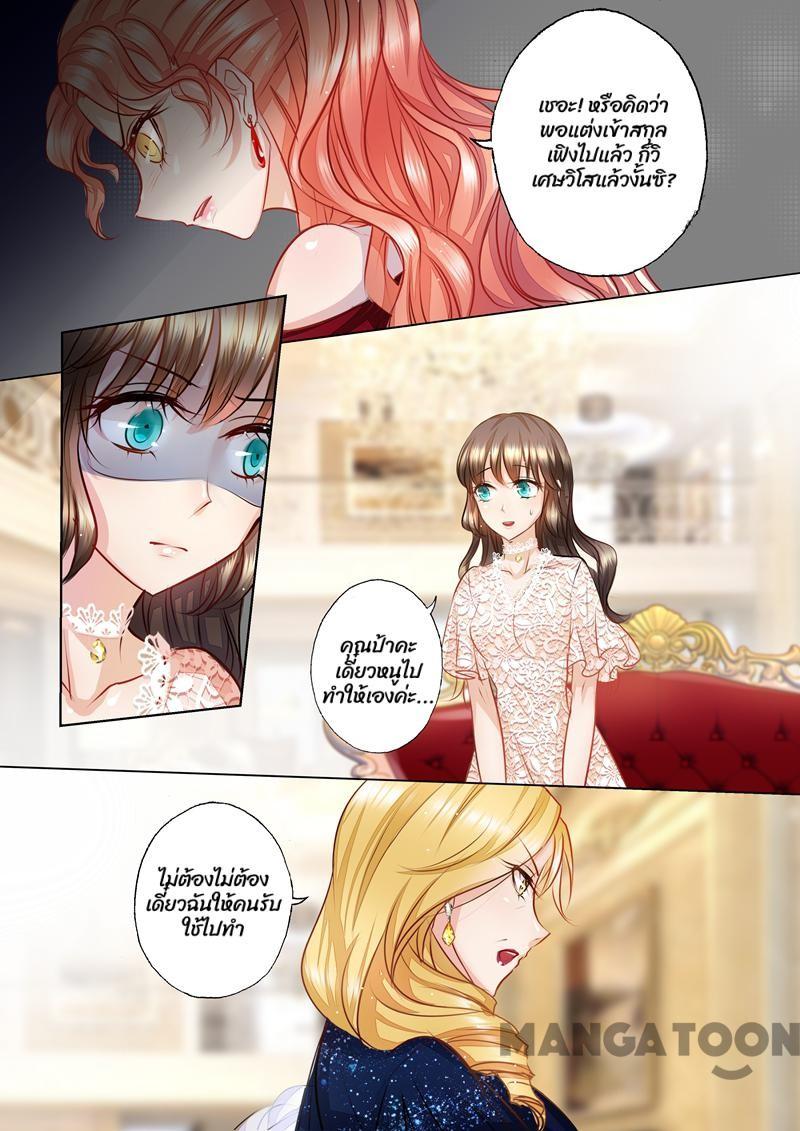 เชอะ! หรือคิดว่า
พอแต่งเข้าสกุล
เฟิงไปแล้ว ก็วิ
เศษวิโสแล้วงั้นซิ?
คุณป้าคะ
เดี๋ยวหนูไป
ทำให้เองค่ะ...
ไม่ต้องไม่ต้อง
เดี๋ยวฉันให้คนรับ
ใช้ไปทำ
MANGATOON